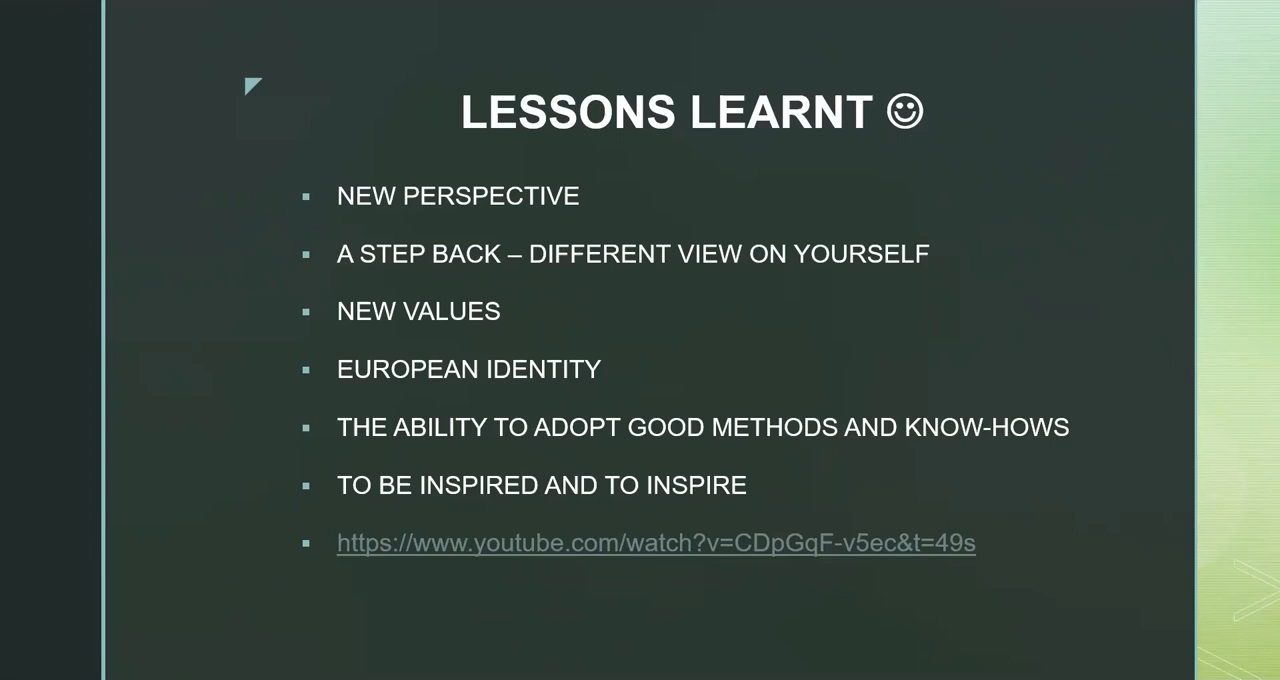 LESSONS LEARNT ☺
▪ NEW PERSPECTIVE
▪ A STEP BACK – DIFFERENT VIEW ON YOURSELF
▪ NEW VALUES
▪ EUROPEAN IDENTITY
▪ THE ABILITY TO ADOPT GOOD METHODS AND KNOW-HOWS
▪ TO BE INSPIRED AND TO INSPIRE
▪ https://www.youtube.com/watch?v=CDpGqF-v5ec&t=49s